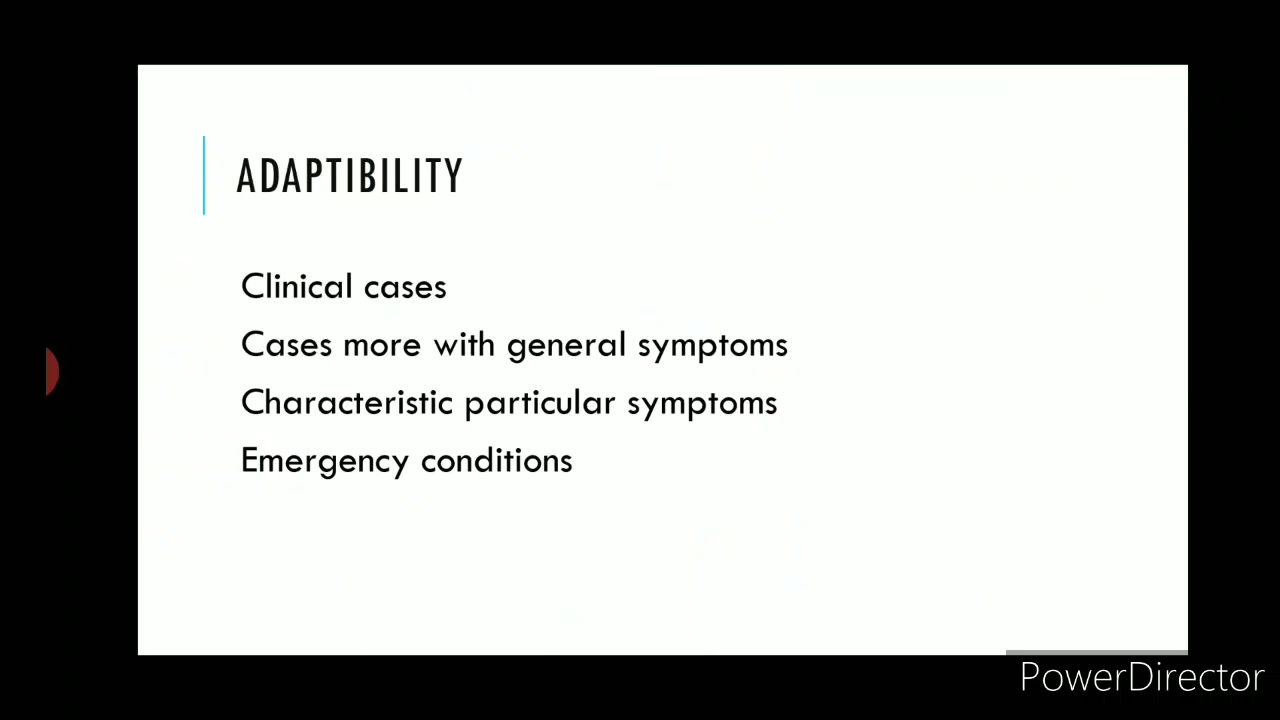 ADAPTIBILITY
Clinical cases
Cases more with general symptoms
Characteristic particular symptoms
Emergency conditions
PowerDirector